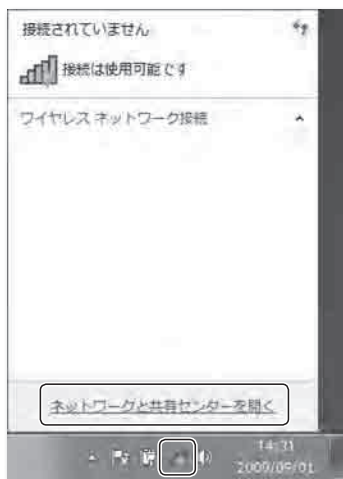 接続されていません
接続は使用可能です
ワイヤレス ネットワーク接続
ネットワークと共有センターを開く
14:31
2009/09/01